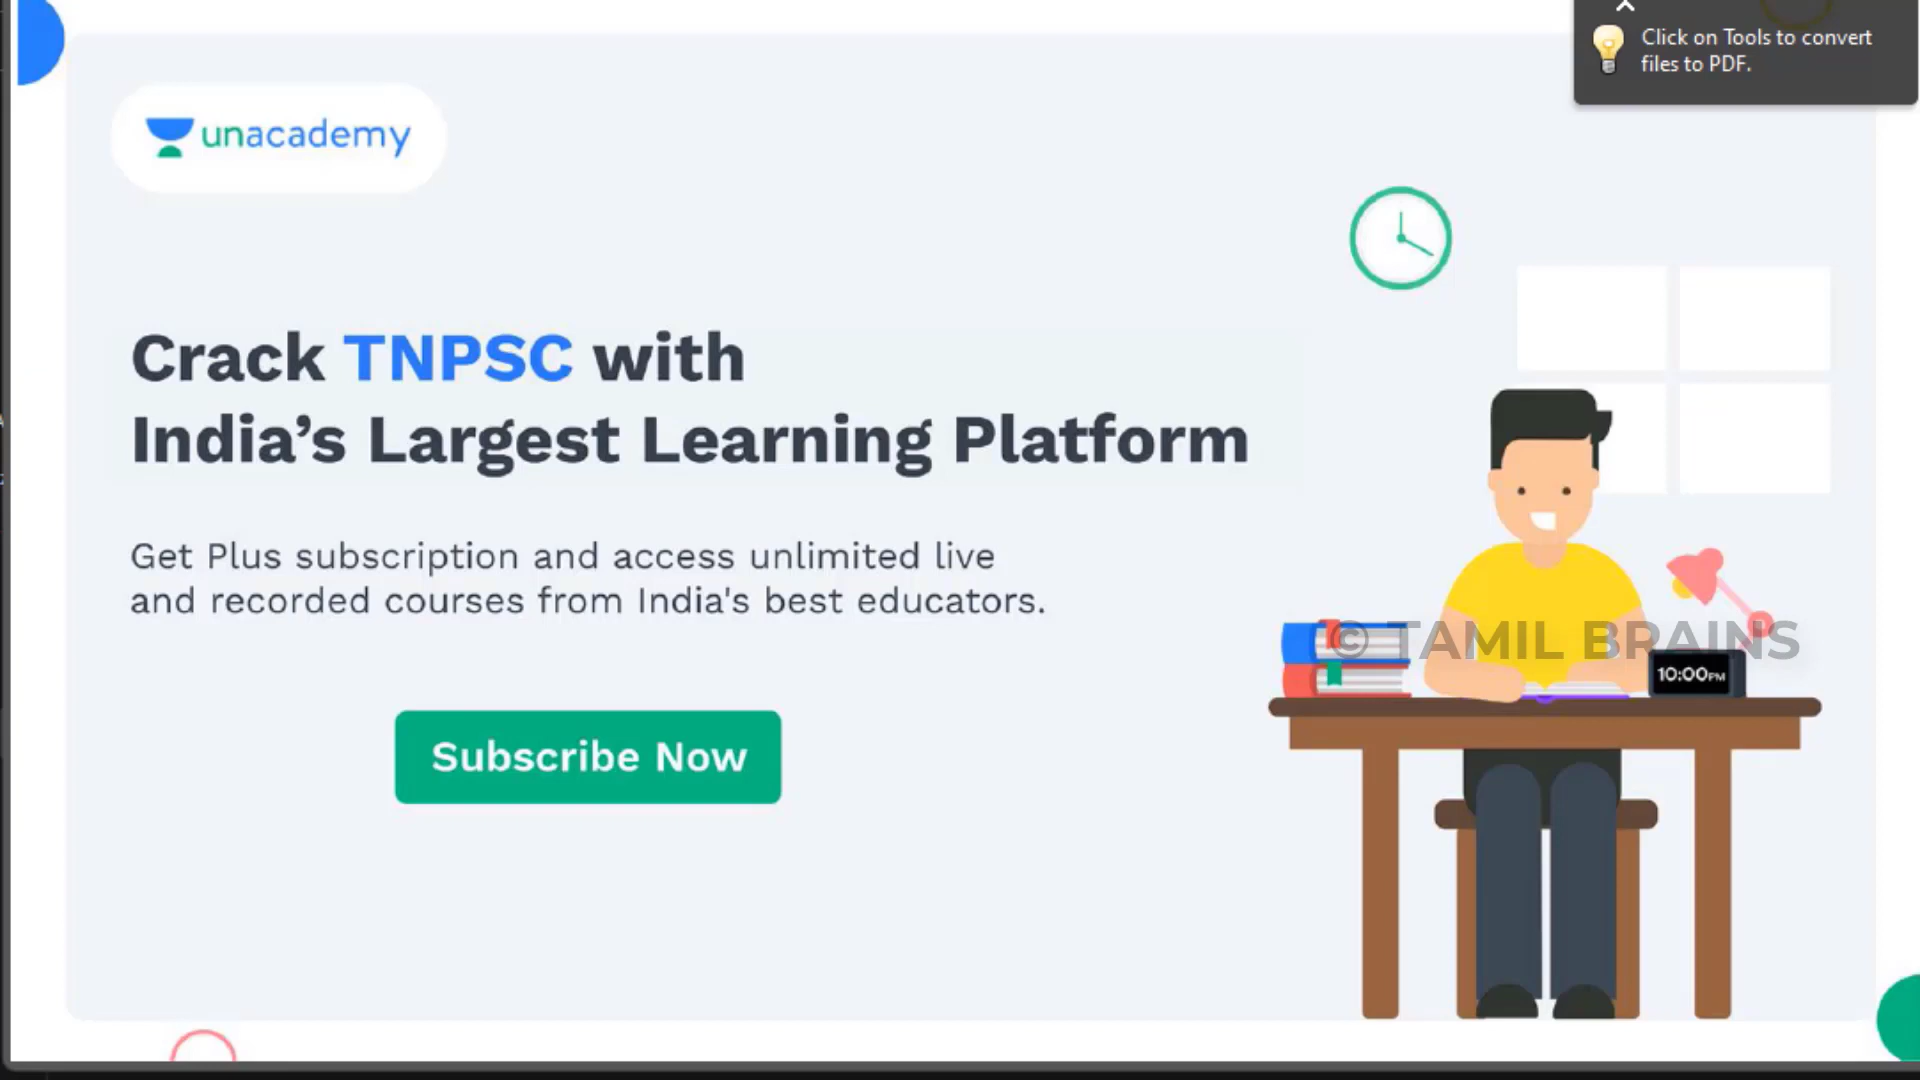 Click on Tools to convert
files to PDF.
unacademy
Crack TNPSC with
India’s Largest Learning Platform
Get Plus subscription and access unlimited live
and recorded courses from India's best educators.
© TAMIL BRAINS
10:00PM
Subscribe Now